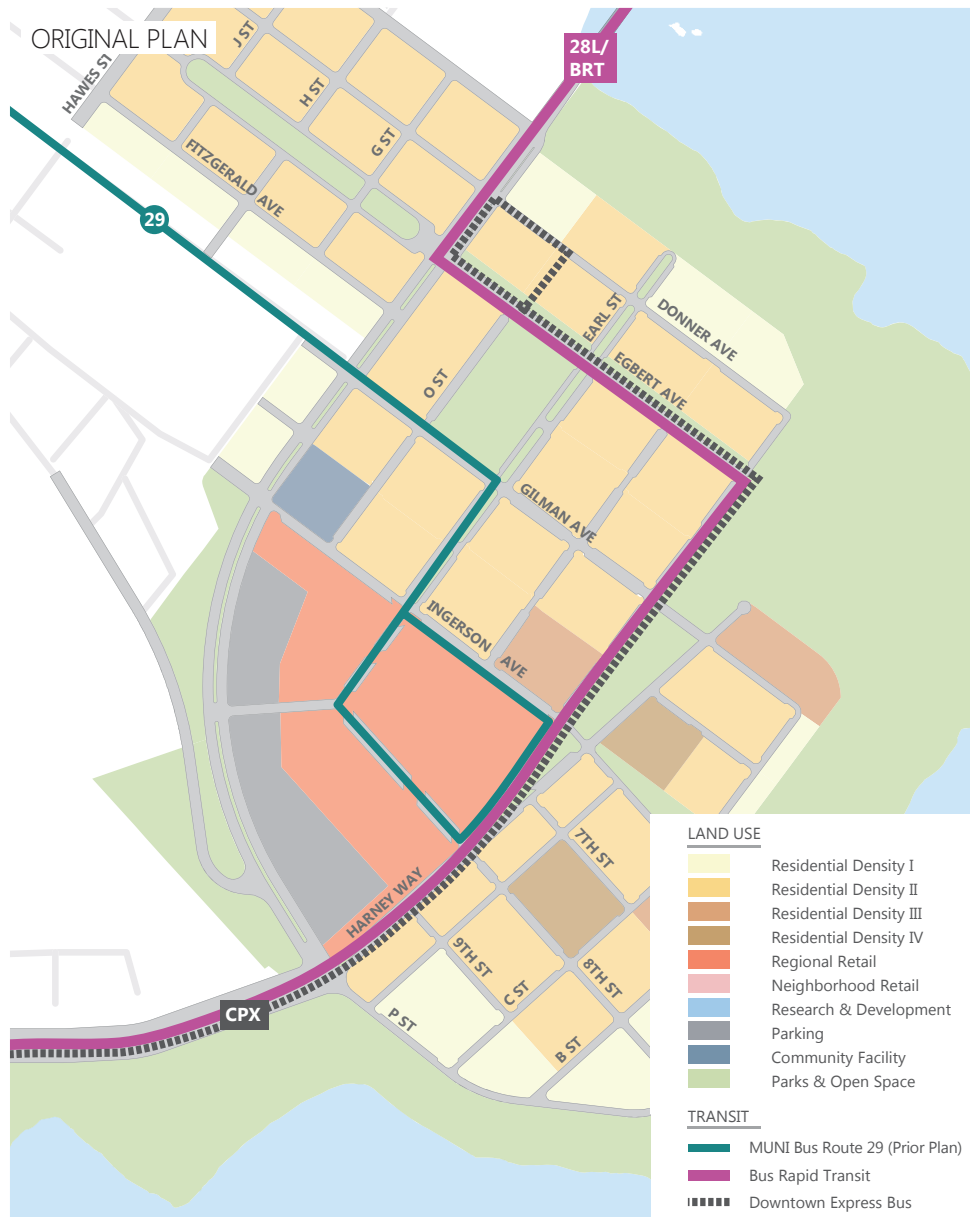 ORIGINAL PLAN
J ST
28L/
BRT
HAWES ST
H ST
G ST
FITZGERALD AVE
29
EARL ST
DONNER AVE
EGBERT AVE
O ST
GILMAN AVE
INGERSON
AVE
7TH ST
HARNEY WAY
9TH ST
8TH ST
C ST
CPX
P ST
B ST
LAND USE
Residential Density I
Residential Density II
Residential Density III
Residential Density IV
Regional Retail
Neighborhood Retail
Research & Development
Parking
Community Facility
Parks & Open Space
TRANSIT
MUNI Bus Route 29 (Prior Plan)
Bus Rapid Transit
Downtown Express Bus